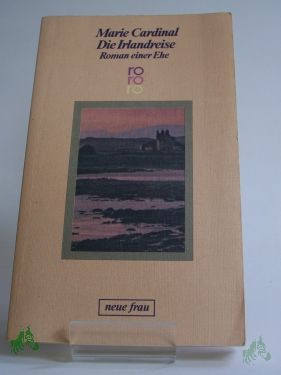 Marie Cardinal
Die Irlandreise
Roman einer Ehe
ro
ro
ro
neue frau